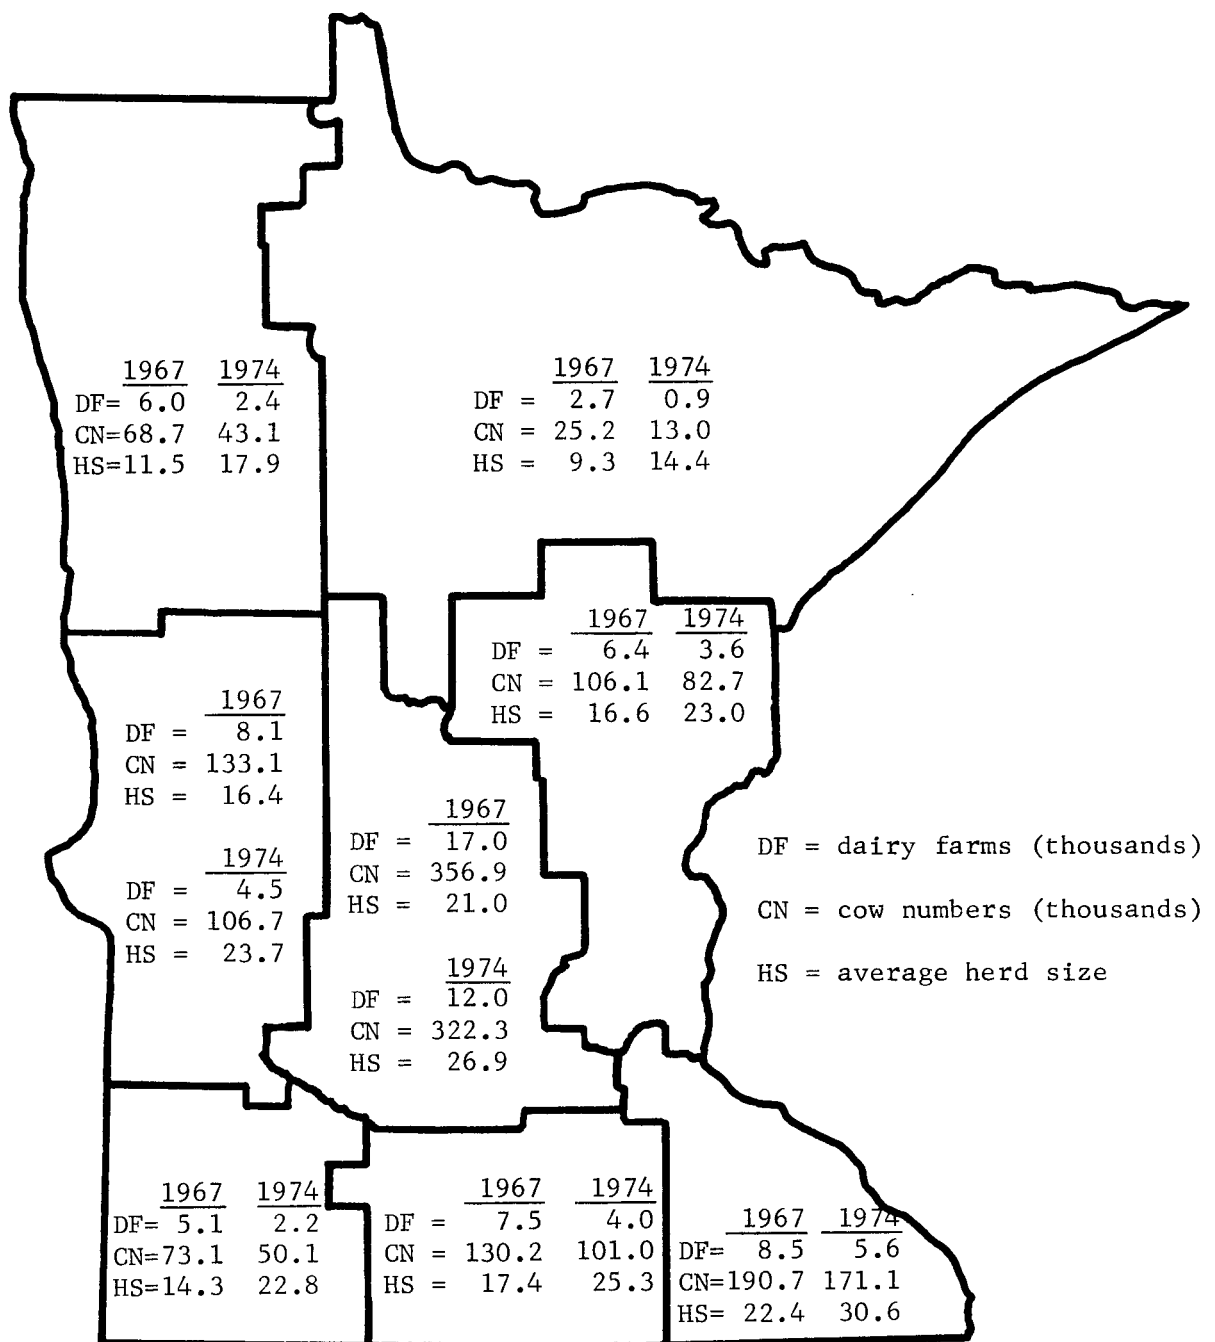 1967 1974
DF= 6.0 2.4
CN=68.7 43.1
HS=11.5 17.9
1967 1974
DF = 2.7 0.9
CN = 25.2 13.0
HS = 9.3 14.4
1967 1974
DF = 6.4 3.6
CN = 106.1 82.7
HS = 16.6 23.0
1967
DF = 8.1
CN = 133.1
HS = 16.4
1974
DF = 4.5
CN = 106.7
HS = 23.7
1967
DF = 17.0
CN = 356.9
HS = 21.0
1974
DF = 12.0
CN = 322.3
HS = 26.9
DF = dairy farms (thousands)
CN = cow numbers (thousands)
HS = average herd size
1967 1974
DF= 5.1 2.2
CN=73.1 50.1
HS=14.3 22.8
1967 1974
DF = 7.5 4.0
CN = 130.2 101.0
HS = 17.4 25.3
1967 1974
DF= 8.5 5.6
CN=190.7 171.1
HS= 22.4 30.6